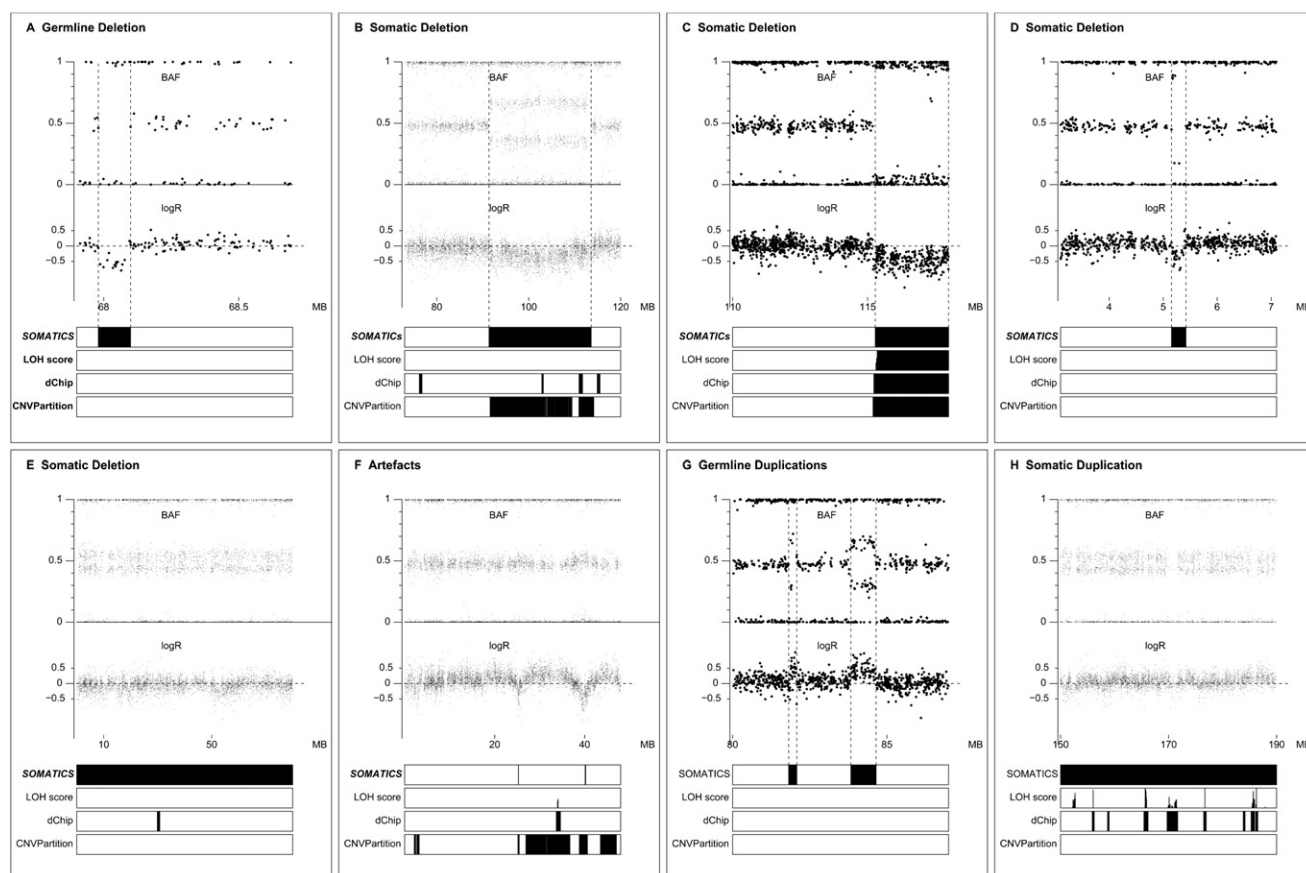 A Germline Deletion
1
BAF
0.5
0
logR
0.5
0
−0.5
68 68.5 MB
SOMATICS
LOH score
dChip
CNVPartition
B Somatic Deletion
1
BAF
0.5
0
logR
0.5
0
−0.5
80 100 120
MB
SOMATICs
LOH score
dChip
CNVPartition
C Somatic Deletion
1
BAF
0.5
0
logR
0.5
0
−0.5
110 115 MB
SOMATICs
LOH score
dChip
CNVPartition
D Somatic Deletion
1
BAF
0.5
0
logR
0.5
0
−0.5
4 5 6 7 MB
SOMATICS
LOH score
dChip
CNVPartition
E Somatic Deletion
1
BAF
0.5
0
logR
0.5
0
−0.5
10 50 MB
SOMATICS
LOH score
dChip
CNVPartition
F Artefacts
1
BAF
0.5
0
logR
0.5
0
−0.5
20 40 MB
SOMATICS
LOH score
dChip
CNVPartition
G Germline Duplications
1
BAF
0.5
0
logR
0.5
0
−0.5
80 85 MB
SOMATICS
LOH score
dChip
CNVPartition
H Somatic Duplication
1
BAF
0.5
0
logR
0.5
0
−0.5
150 170 190
SOMATICS
LOH score
dChip
CNVPartition